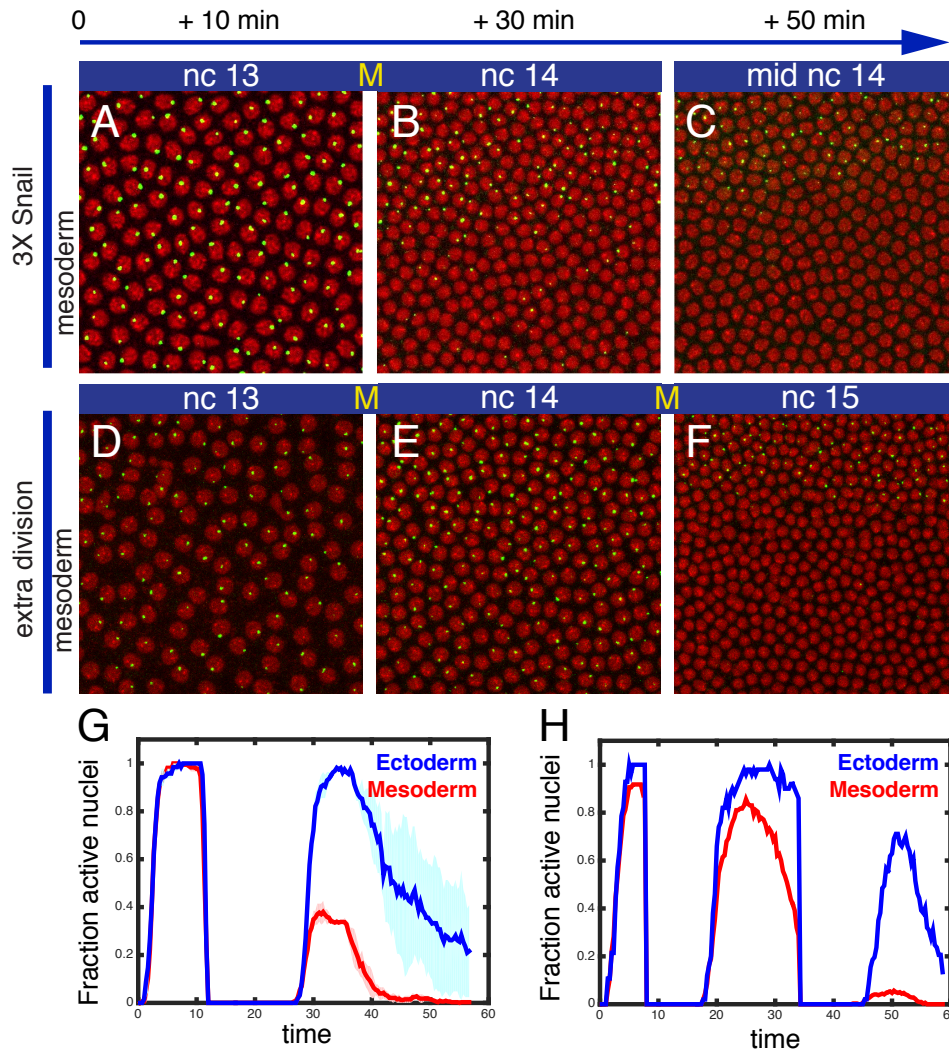 0 + 10 min + 30 min + 50 min
nc 13 M nc 14 mid nc 14
3X Snail
mesoderm
A B C
nc 13 M nc 14 M nc 15
extra division
mesoderm
D E F
G
Ectoderm
Mesoderm
Fraction active nuclei
1
0.8
0.6
0.4
0.2
0
0 10 20 30 40 50 60
time
H
Ectoderm
Mesoderm
Fraction active nuclei
1
0.8
0.6
0.4
0.2
0
0 10 20 30 40 50 60
time